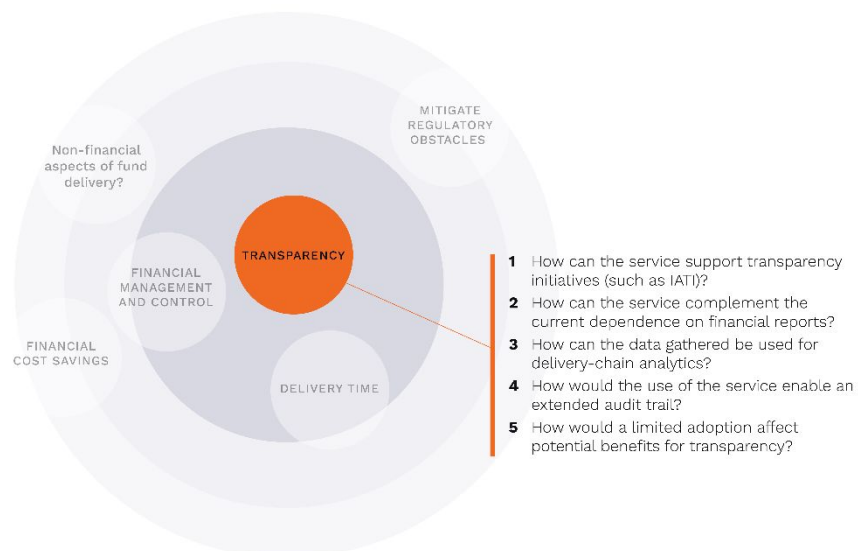 MITIGATE
REGULATORY
OBSTACLES
Non-financial
aspects of fund
delivery?
TRANSPARENCY
FINANCIAL
MANAGEMENT
AND CONTROL
FINANCIAL
COST SAVINGS
DELIVERY TIME
1 How can the service support transparency
initiatives (such as IATI)?
2 How can the service complement the
current dependence on financial reports?
3 How can the data gathered be used for
delivery-chain analytics?
4 How would the use of the service enable an
extended audit trail?
5 How would a limited adoption affect
potential benefits for transparency?